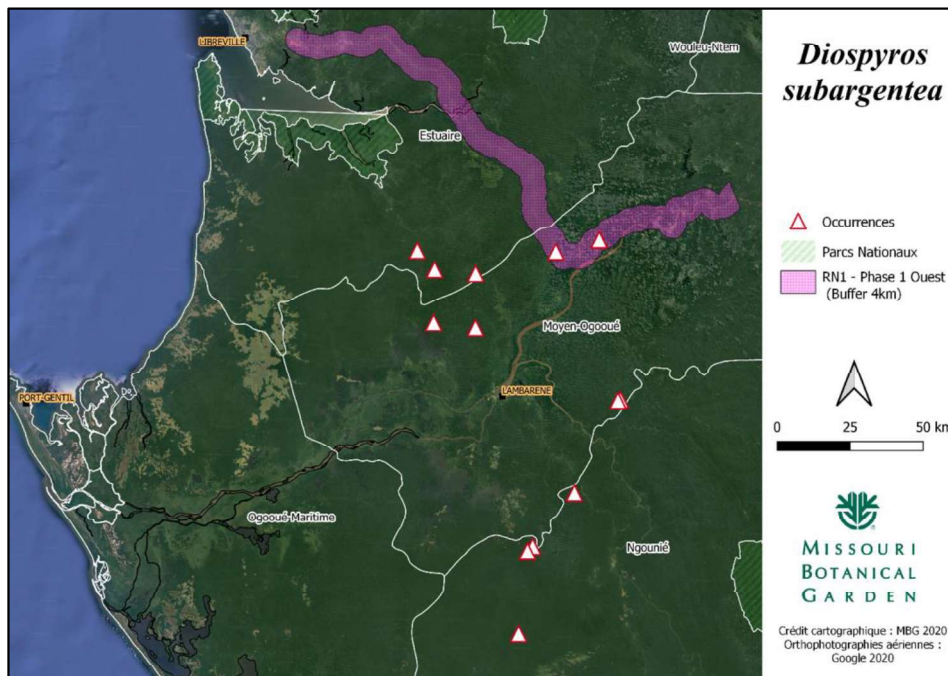 Diospyros
subargentea
LIBREVILLE
Wouleu-Ntem
Estuaire
Moyen-Ogooué
LAMBARENE
PORT-GENTIL
Ogooué-Maritime
Ngounié
Occurrences
Parcs Nationaux
RN1 - Phase 1 Ouest
(Buffer 4km)
0 25 50 km
MISSOURI
BOTANICAL
GARDEN
Crédit cartographique : MBG 2020
Orthophotographies aériennes :
Google 2020